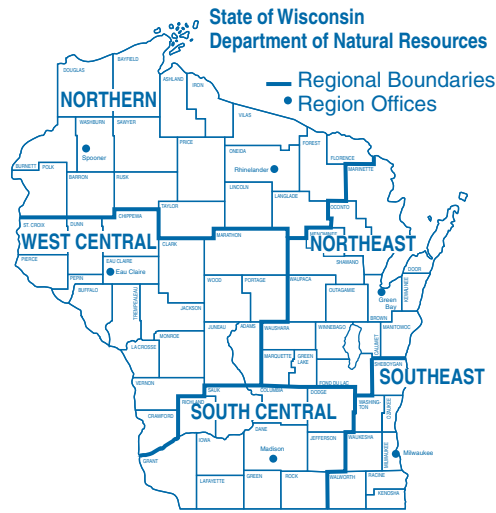 State of Wisconsin
Department of Natural Resources
Regional Boundaries
Region Offices
BAYFIELD
DOUGLAS
ASHLAND
IRON
NORTHERN
VILAS
WASHBURN
SAWYER
PRICE
FOREST
ONEIDA
FLORENCE
Spooner
Rhinelander
MARINETTE
BURNETT
POLK
BARRON
RUSK
LINCOLN
LANGLADE
TAYLOR
OCONTO
CHIPPEWA
ST. CROIX
DUNN
MARATHON
MENOMINEE
WEST CENTRAL
CLARK
NORTHEAST
PIERCE
EAU CLAIRE
SHAWANO
DOOR
Eau Claire
PEPIN
WOOD
PORTAGE
WAUPACA
KEWAUNEE
BUFFALO
TREMPEALEAU
OUTAGAMIE
Green
Bay
JACKSON
BROWN
JUNEAU
ADAMS
WAUSHARA
WINNEBAGO
MANITOWOC
MONROE
CALUMET
LA CROSSE
MARQUETTE
GREEN
LAKE
SHEBOYGAN
VERNON
FOND DU LAC
SOUTHEAST
SAUK
COLUMBIA
DODGE
RICHLAND
WASHING-
TON
OZAUKEE
CRAWFORD
SOUTH CENTRAL
DANE
IOWA
JEFFERSON
WAUKESHA
MILWAUKEE
Milwaukee
Madison
GRANT
LAFAYETTE
GREEN
ROCK
WALWORTH
RACINE
KENOSHA